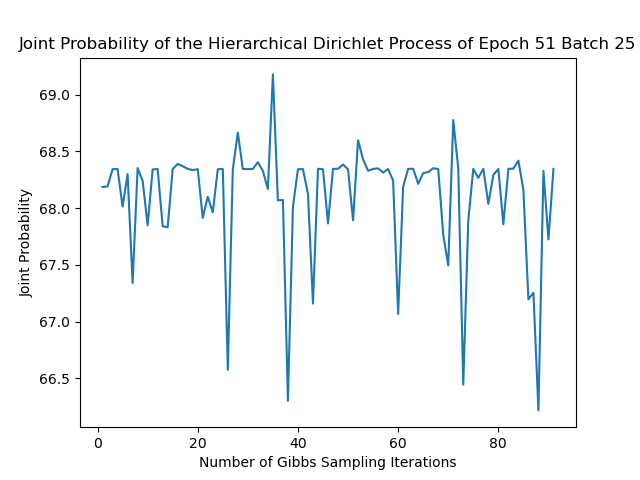 Joint Probability of the Hierarchical Dirichlet Process of Epoch 51 Batch 25
69.0
68.5
68.0
67.5
67.0
66.5
Joint Probability
0 20 40 60 80
Number of Gibbs Sampling Iterations